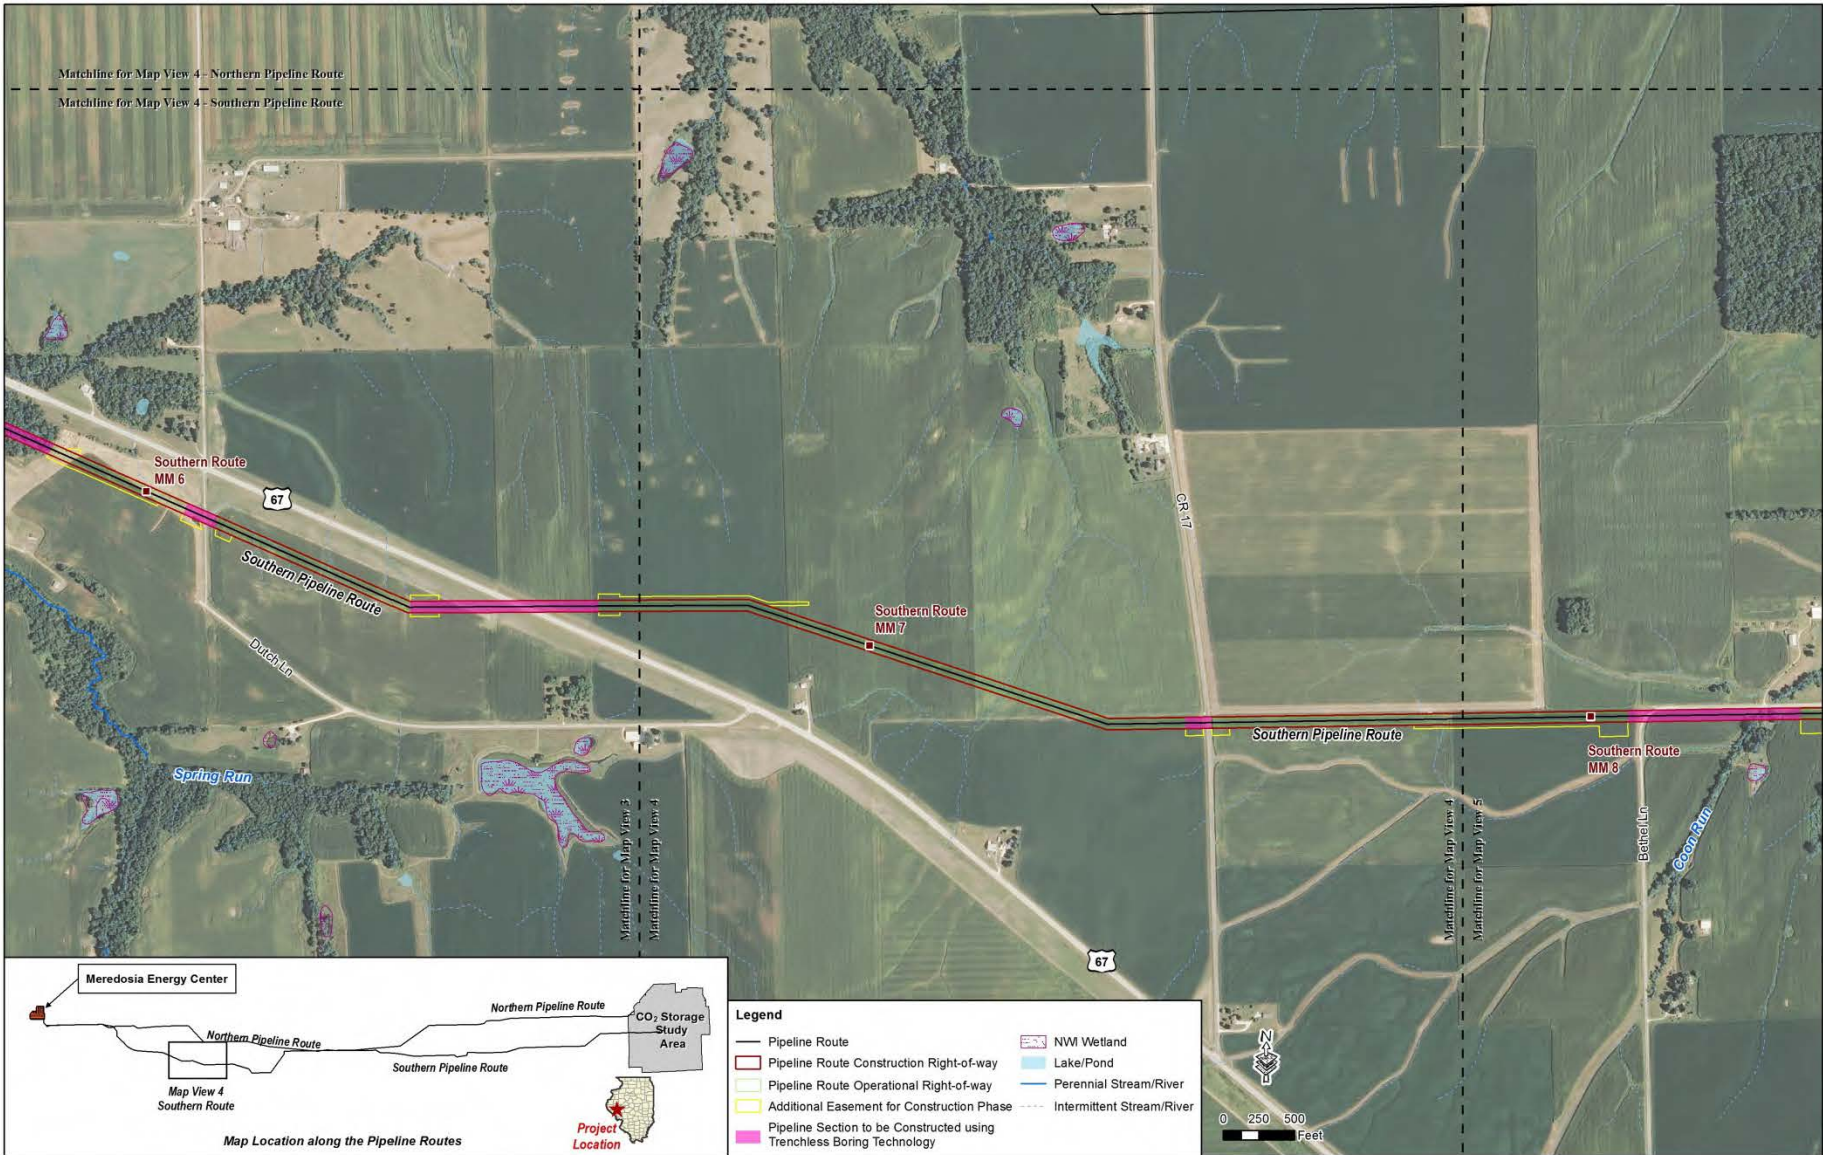 Matchline for Map View 4 - Northern Pipeline Route
Matchline for Map View 4 - Southern Pipeline Route
Southern Route
MM 6
67
Southern Pipeline Route
Dutch Ln
Spring Run
Southern Route
MM 7
CR 17
Southern Pipeline Route
Southern Route
MM 8
Bethel Ln
Coon Run
Matchline for Map View 3
Matchline for Map View 4
Matchline for Map View 4
Matchline for Map View 5
67
Meredosia Energy Center
Northern Pipeline Route
Northern Pipeline Route
Southern Pipeline Route
CO₂ Storage
Study
Area
Map View 4
Southern Route
Project
Location
Map Location along the Pipeline Routes
Legend
Pipeline Route
Pipeline Route Construction Right-of-way
Pipeline Route Operational Right-of-way
Additional Easement for Construction Phase
Pipeline Section to be Constructed using
Trenchless Boring Technology
NWI Wetland
Lake/Pond
Perennial Stream/River
Intermittent Stream/River
N
0 250 500
Feet